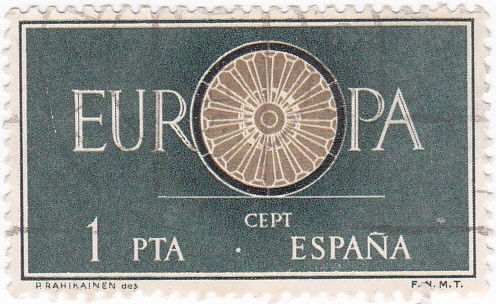 EUROPA
CEPT
1 PTA · ESPAÑA
P. RAHIKAINEN des F.N.M.T.